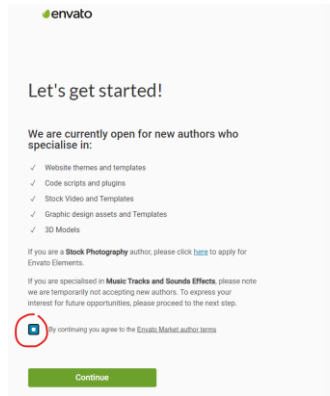 envato
Let's get started!
We are currently open for new authors who
specialise in:
✓ Website themes and templates
✓ Code scripts and plugins
✓ Stock Video and Templates
✓ Graphic design assets and Templates
✓ 3D Models
If you are a Stock Photography author, please click here to apply for
Envato Elements.
If you are specialised in Music Tracks and Sounds Effects, please note
we are temporarily not accepting new authors. To express your
interest for future opportunities, please proceed to the next step.
By continuing you agree to the Envato Market author terms
Continue